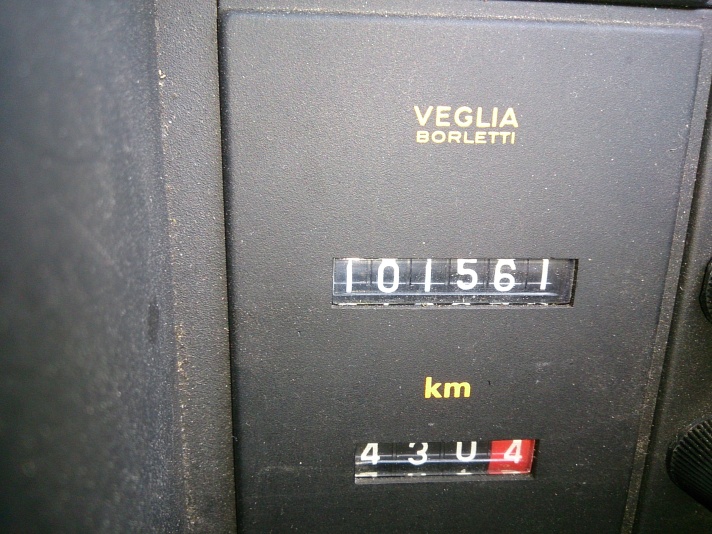 VEGLIA
BORLETTI
101561
km
4304